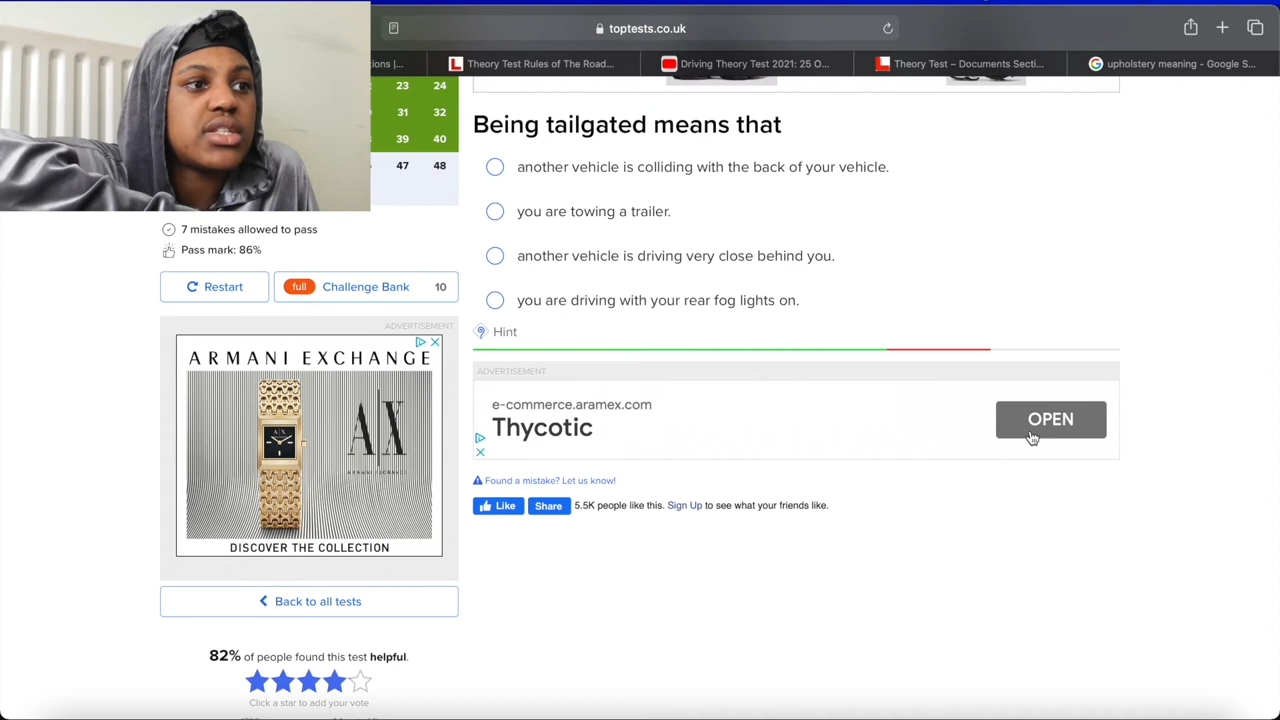 toptests.co.uk
tions |...
Theory Test Rules of The Road...
Driving Theory Test 2021: 25 O...
Theory Test – Documents Secti...
upholstery meaning - Google S...
23 24
31 32
39 40
47 48
7 mistakes allowed to pass
Pass mark: 86%
Restart
full Challenge Bank 10
ADVERTISEMENT
ARMANI EXCHANGE
A|X
A|X
ARMANI EXCHANGE
DISCOVER THE COLLECTION
Back to all tests
82% of people found this test helpful.
Click a star to add your vote
Being tailgated means that
another vehicle is colliding with the back of your vehicle.
you are towing a trailer.
another vehicle is driving very close behind you.
you are driving with your rear fog lights on.
Hint
ADVERTISEMENT
e-commerce.aramex.com
Thycotic
OPEN
Found a mistake? Let us know!
Like Share 5.5K people like this. Sign Up to see what your friends like.